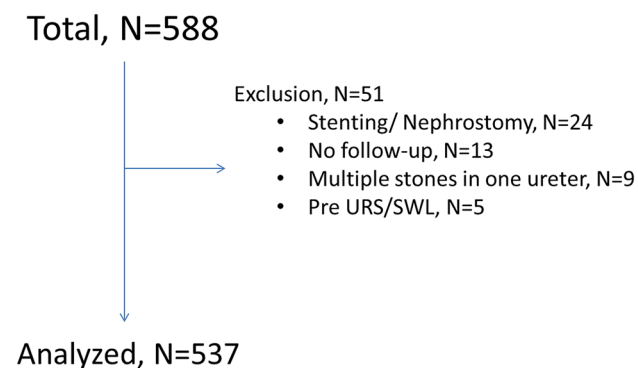 Total, N=588
Exclusion, N=51
• Stenting/ Nephrostomy, N=24
• No follow-up, N=13
• Multiple stones in one ureter, N=9
• Pre URS/SWL, N=5
Analyzed, N=537